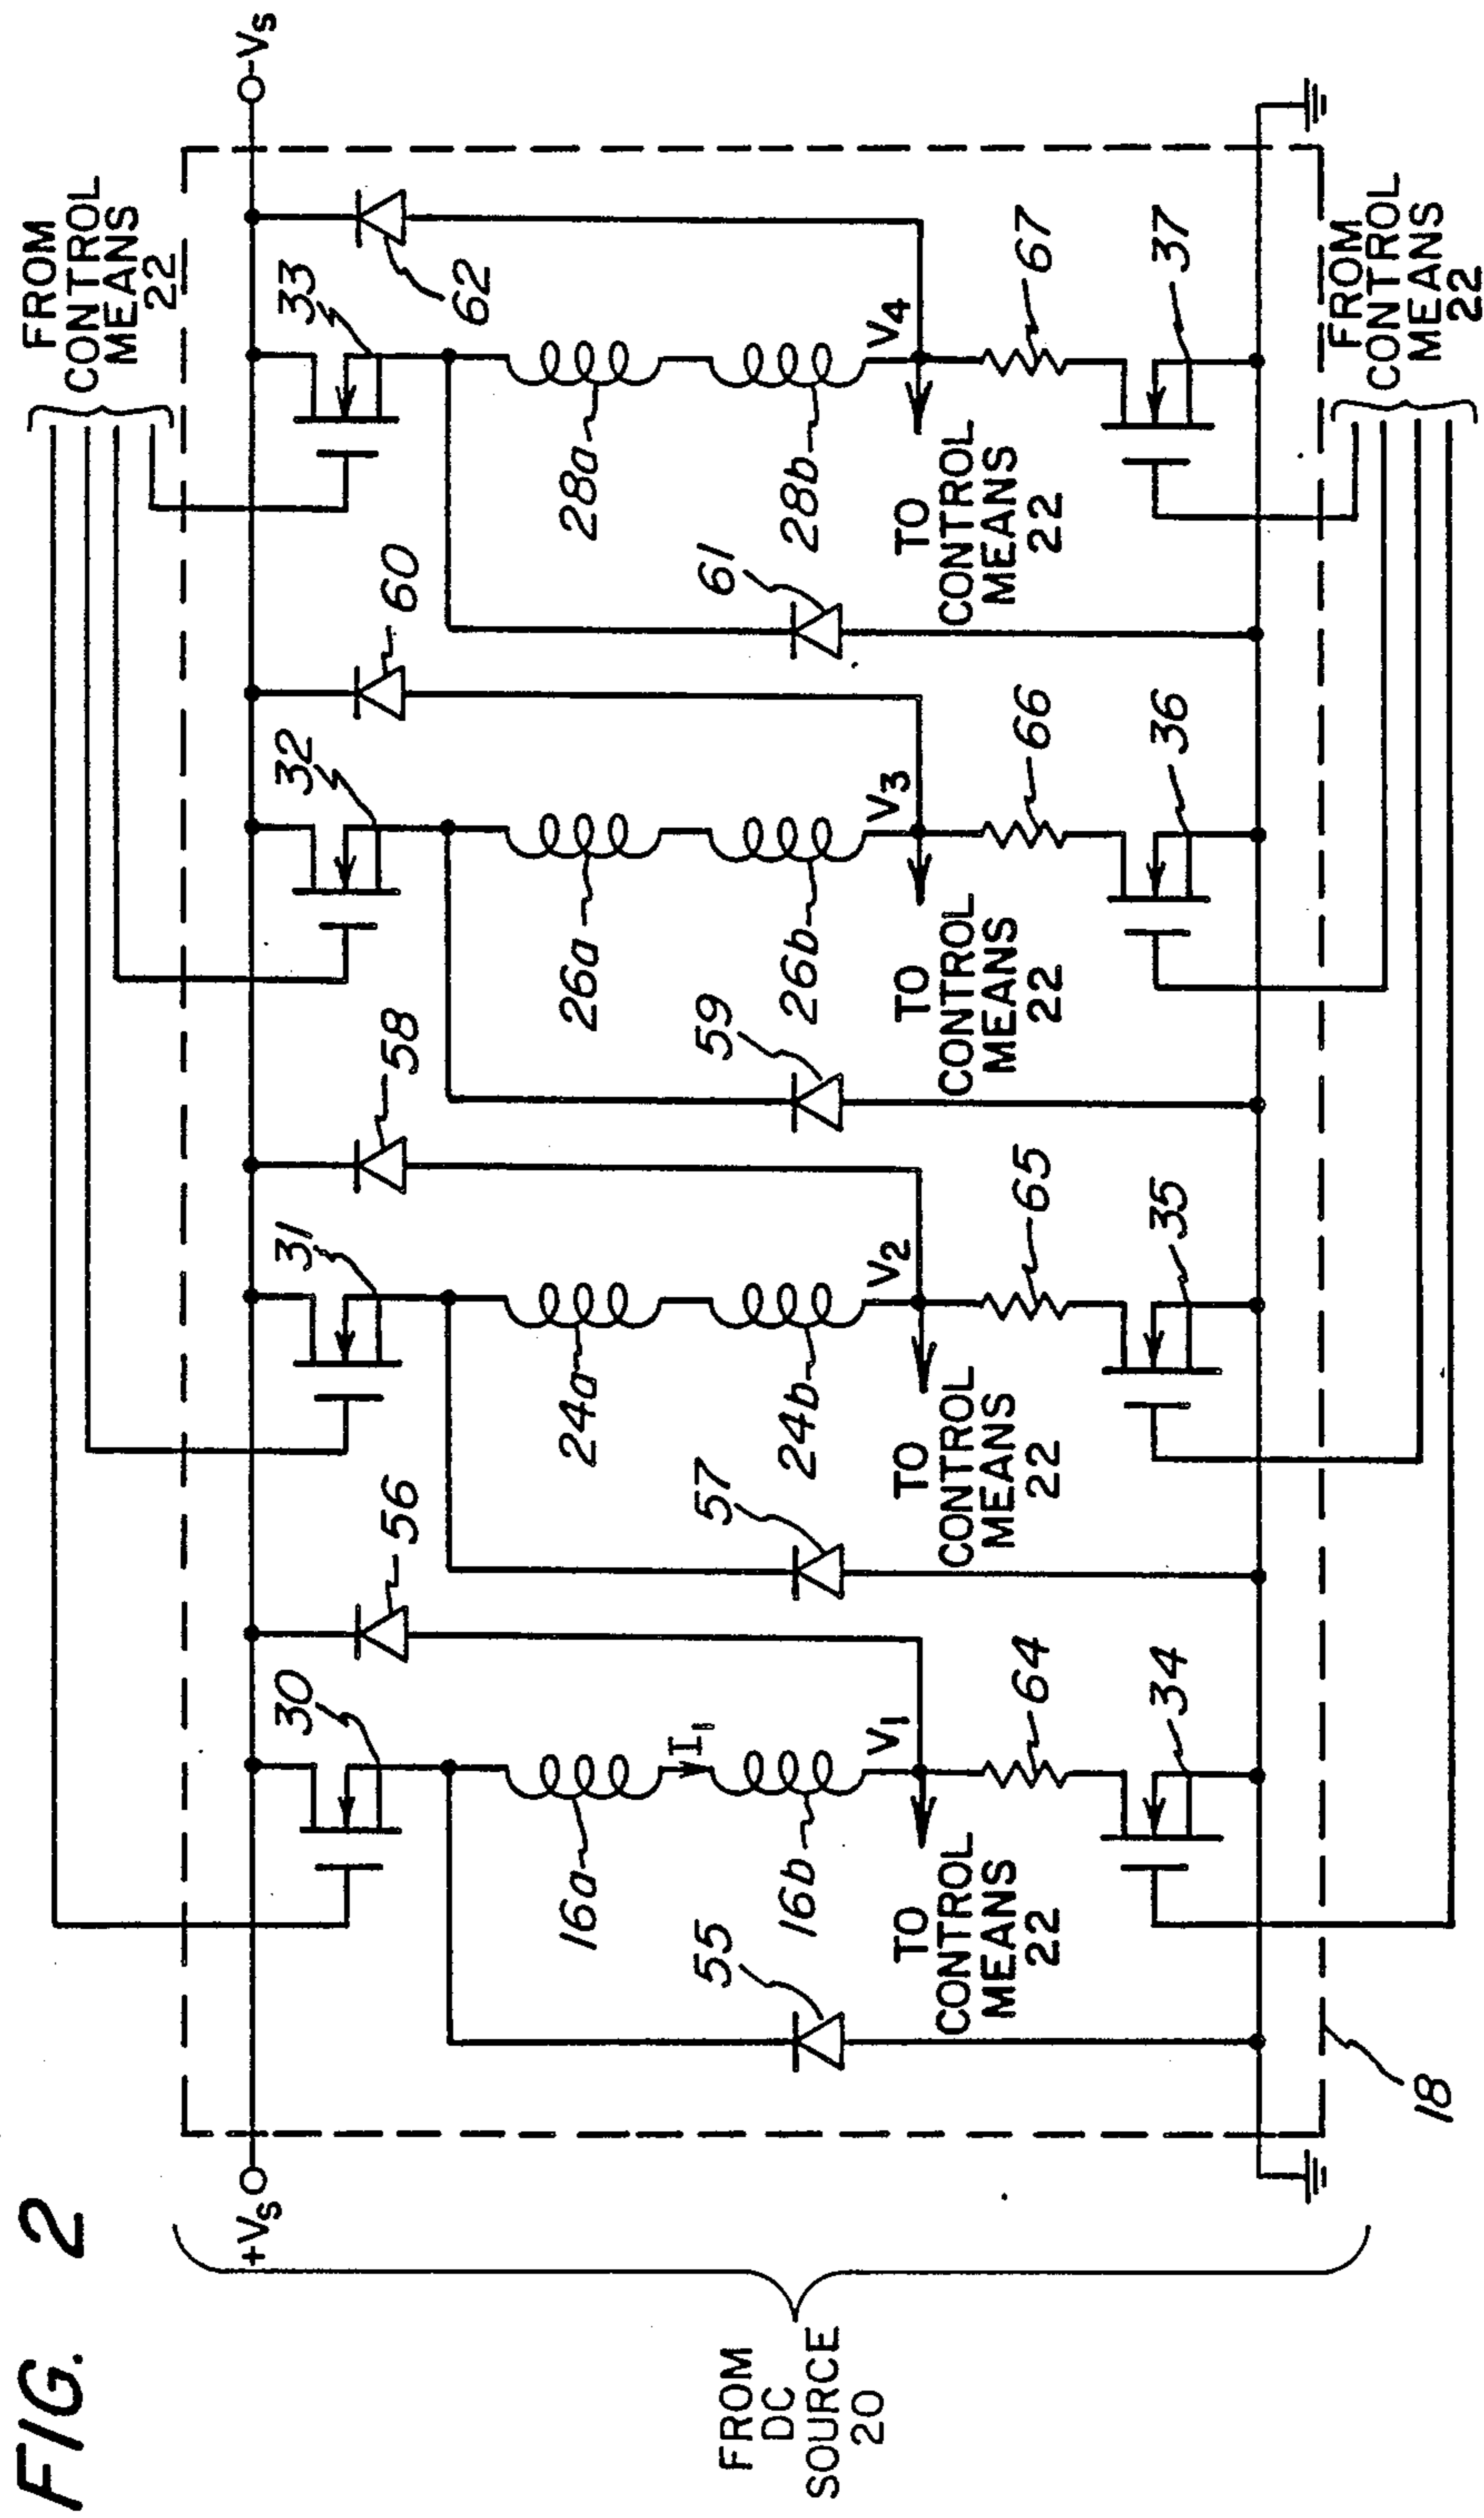 FIG. 2
FROM
CONTROL
MEANS
22
+Vs
-Vs
FROM
DC
SOURCE
20
30
56
31
58
32
60
33
62
16a
I1
24a
26a
28a
55
16b
V1
57
24b
V2
59
26b
V3
61
28b
V4
TO
CONTROL
MEANS
22
64
TO
CONTROL
MEANS
22
65
TO
CONTROL
MEANS
22
66
TO
CONTROL
MEANS
22
67
34
35
36
37
18
FROM
CONTROL
MEANS
22